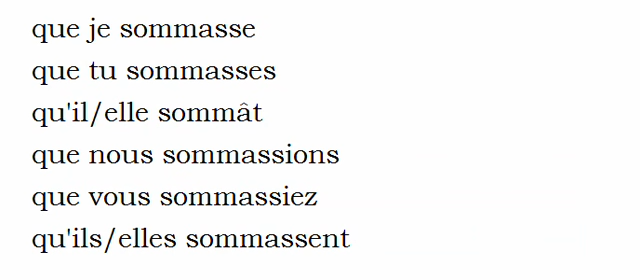 que je sommasse
que tu sommasses
qu'il/elle sommât
que nous sommassions
que vous sommassiez
qu'ils/elles sommassent